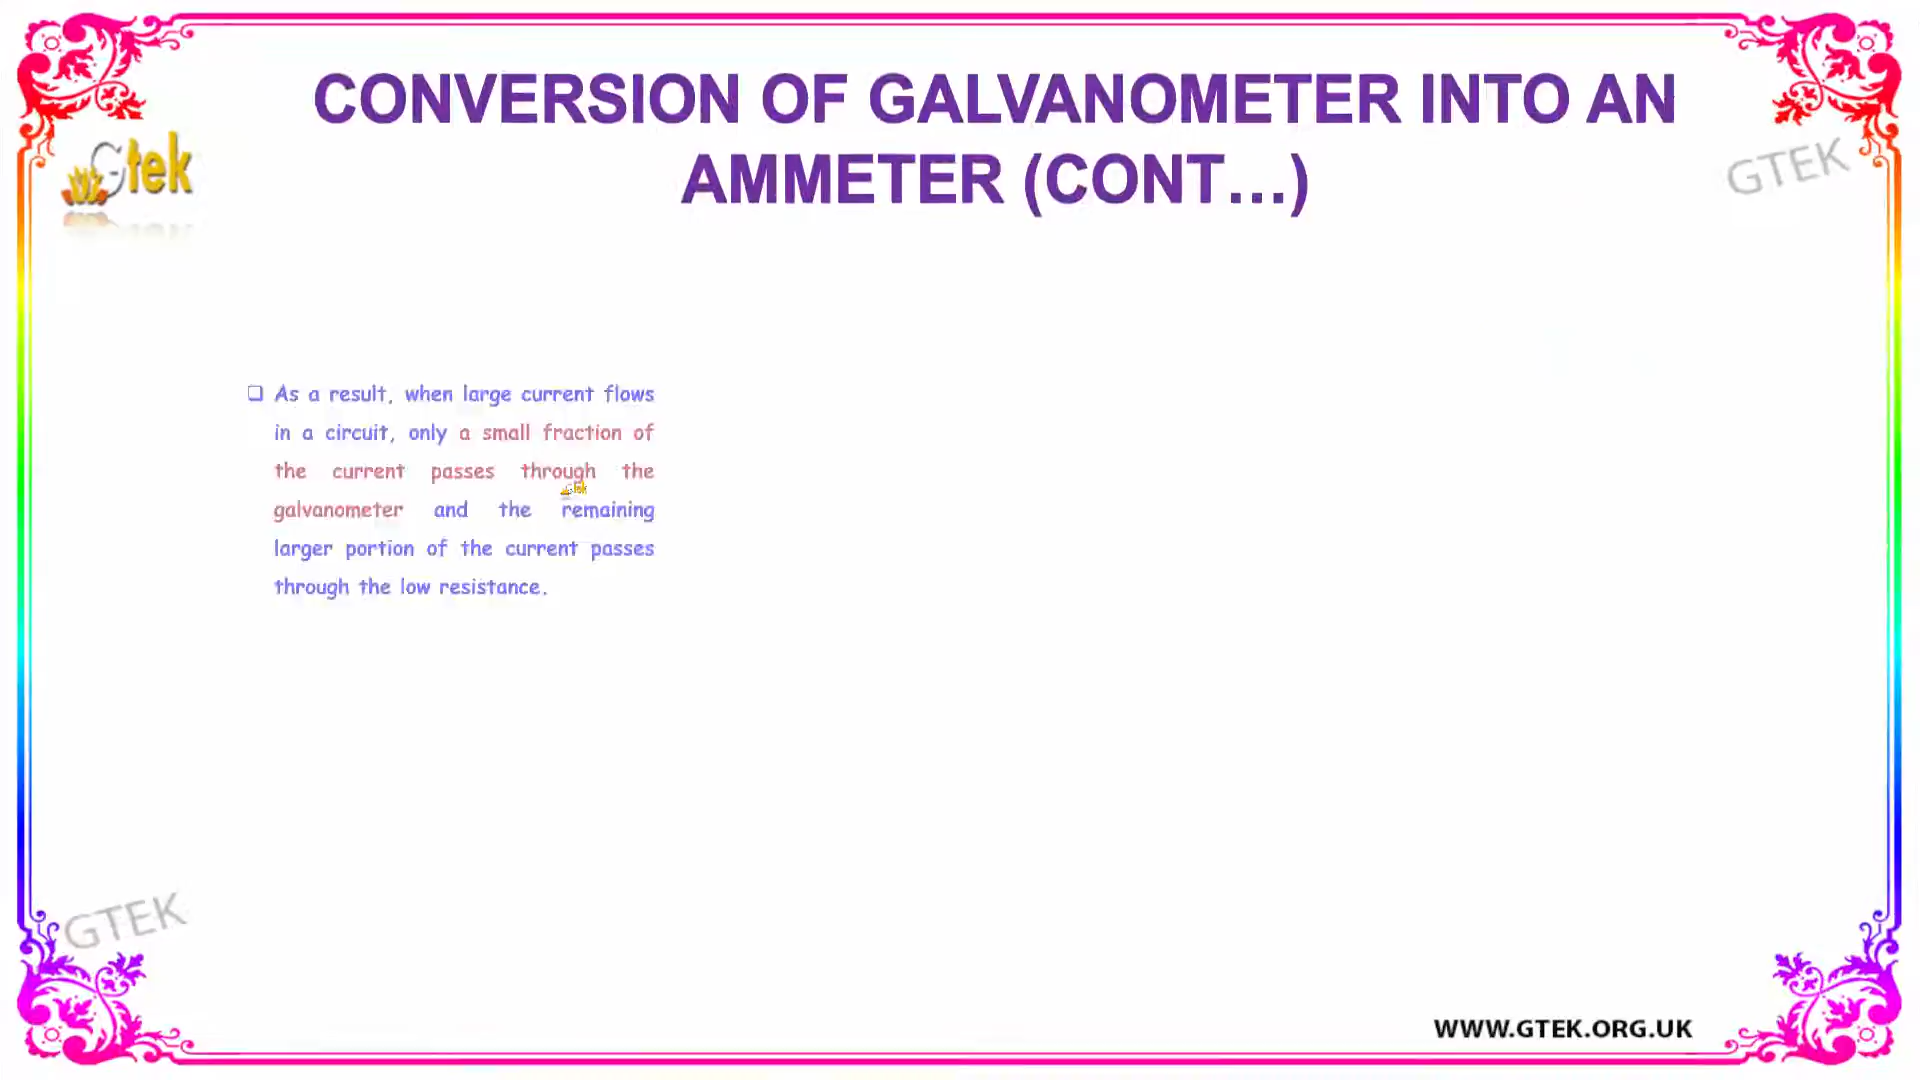 CONVERSION OF GALVANOMETER INTO AN
AMMETER (CONT...)
Gtek
GTEK
❑ As a result, when large current flows
in a circuit, only a small fraction of
the current passes through the
galvanometer and the remaining
larger portion of the current passes
through the low resistance.
Gtek
GTEK
WWW.GTEK.ORG.UK